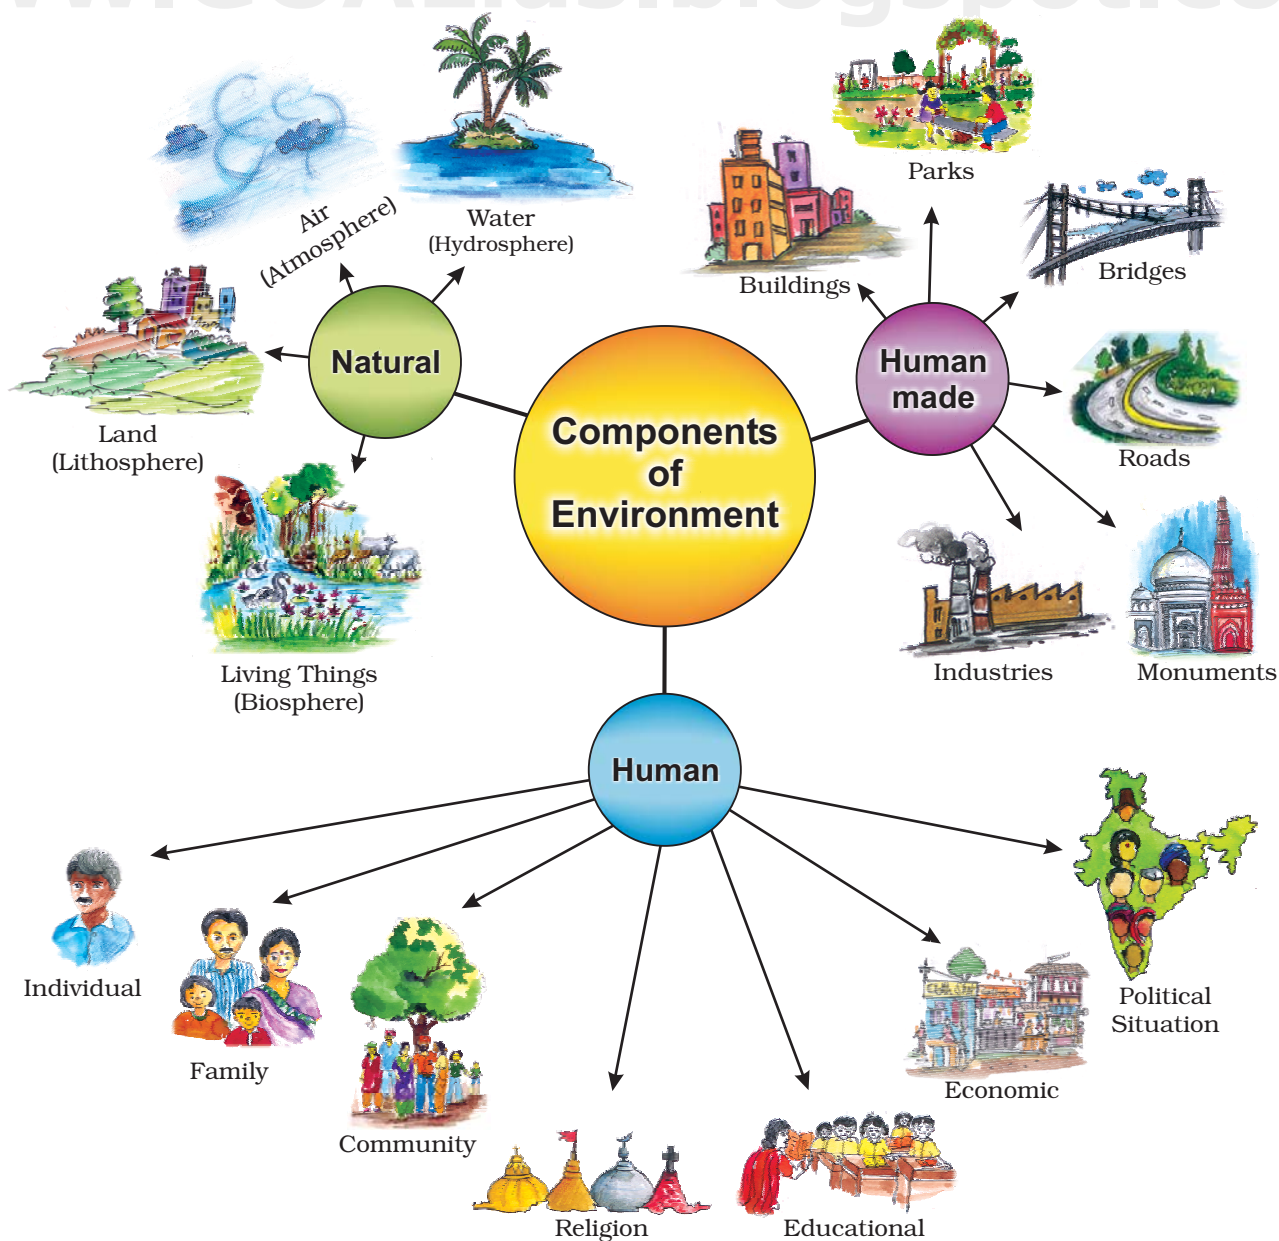 Parks
Air
(Atmosphere)
Water
(Hydrosphere)
Buildings
Bridges
Natural
Human
made
Land
(Lithosphere)
Components
of
Environment
Roads
Living Things
(Biosphere)
Industries
Monuments
Human
Individual
Family
Community
Religion
Educational
Economic
Political
Situation